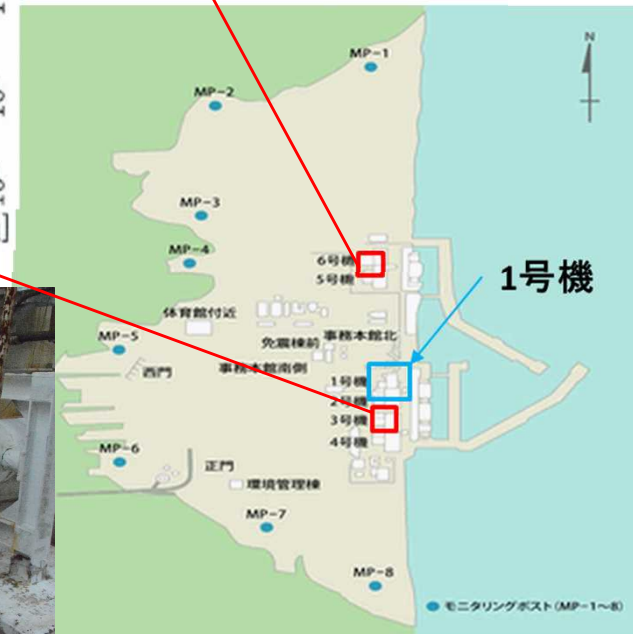 N
MP-1
MP-2
MP-3
MP-4
6号機
5号機
1号機
体育館付近
事務本館北
免震棟前
MP-5
西門
事務本館南側
1号機
2号機
3号機
4号機
MP-6
正門
環境管理棟
MP-7
MP-8
モニタリングポスト(MP-1~8)